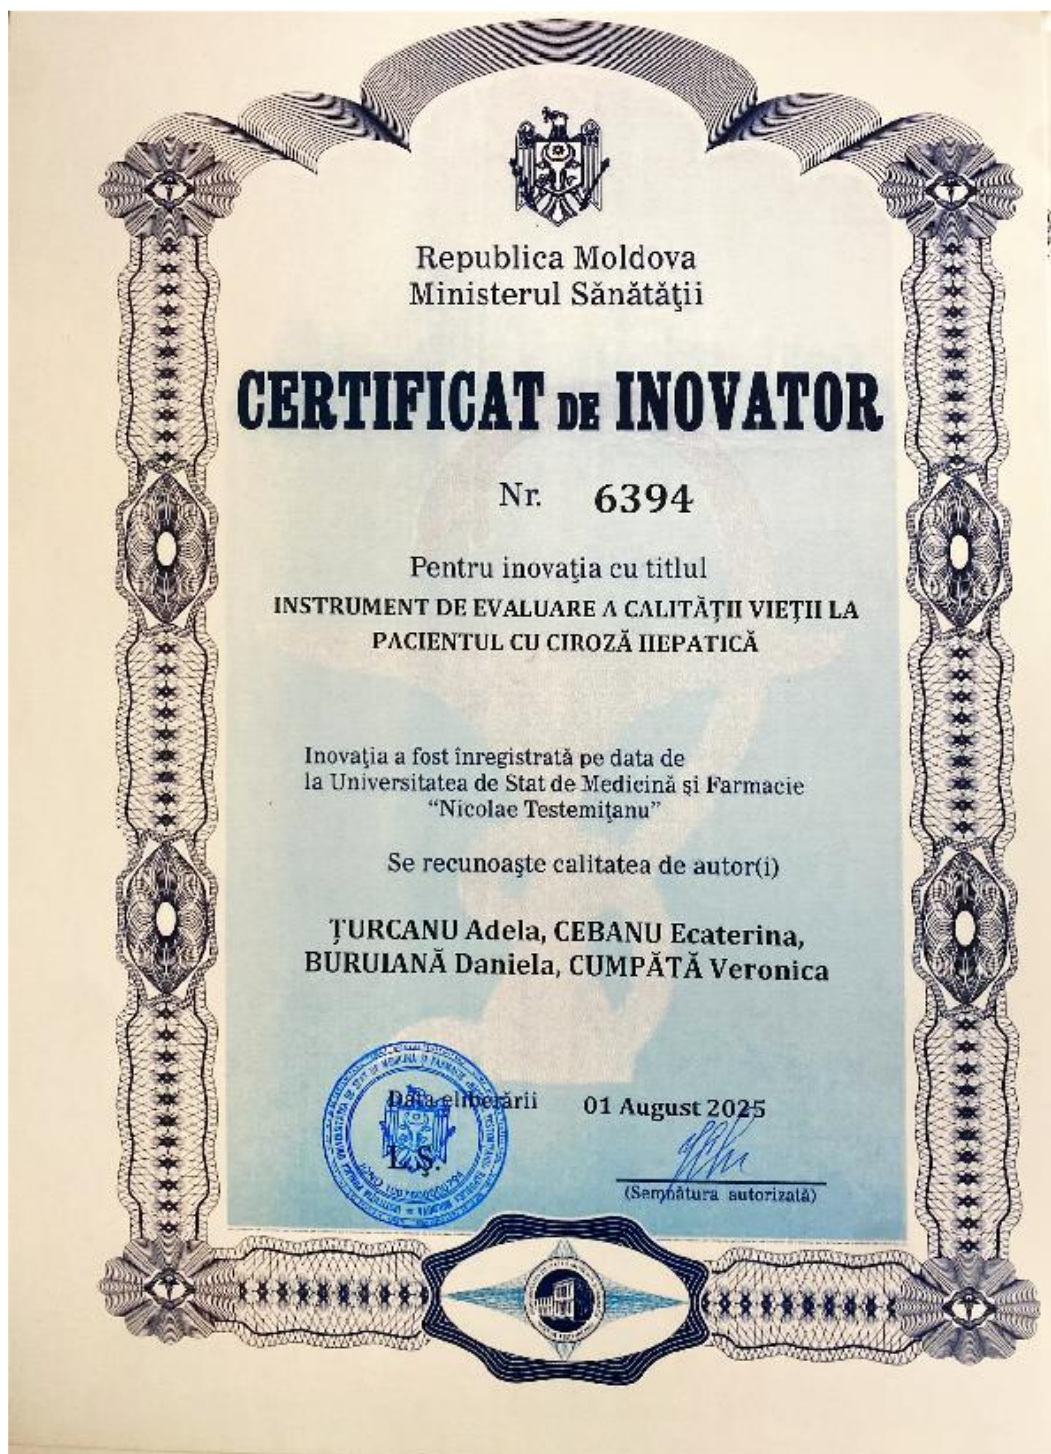 Republica Moldova
Ministerul Sănătăţii
CERTIFICAT DE INOVATOR
Nr. 6394
Pentru inovaţia cu titlul
INSTRUMENT DE EVALUARE A CALITĂŢII VIEŢII LA
PACIENTUL CU CIROZĂ HEPATICĂ
Inovaţia a fost înregistrată pe data de
la Universitatea de Stat de Medicină şi Farmacie
“Nicolae Testemiţanu”
Se recunoaşte calitatea de autor(i)
ŢURCANU Adela, CEBANU Ecaterina,
BURUIANĂ Daniela, CUMPĂTĂ Veronica
Data eliberării 01 August 2025
L.Ş.
(Semnătura autorizată)